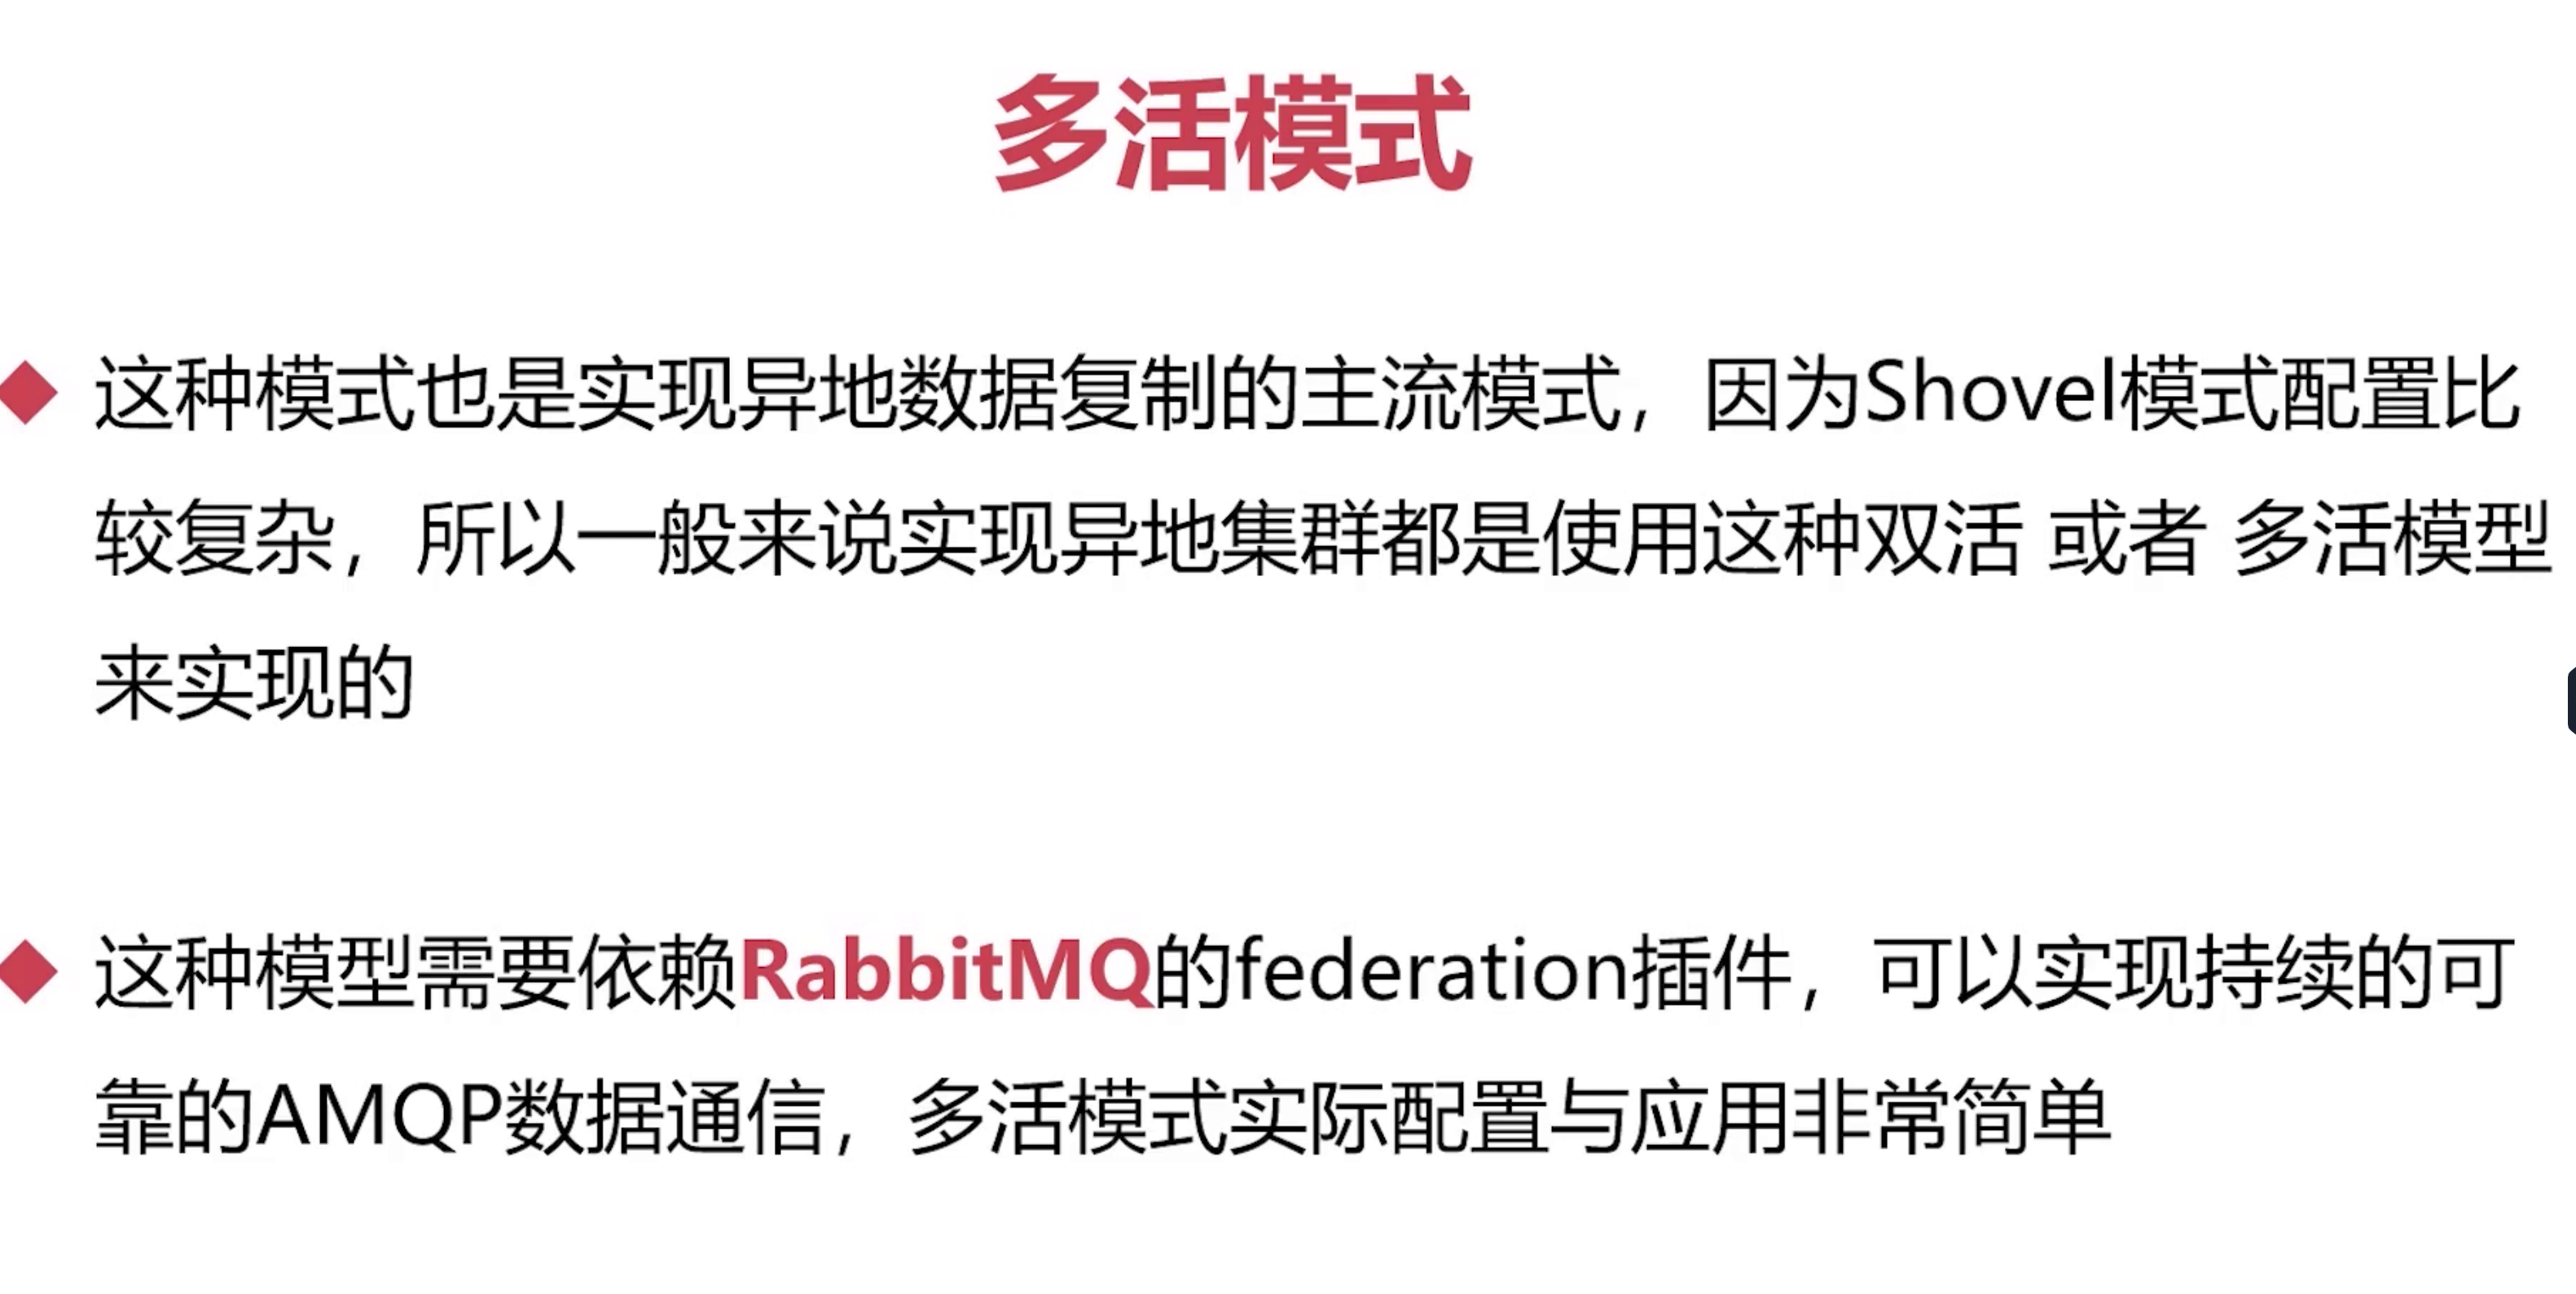 多活模式
这种模式也是实现异地数据复制的主流模式，因为Shovel模式配置比
较复杂，所以一般来说实现异地集群都是使用这种双活 或者 多活模型
来实现的
这种模型需要依赖RabbitMQ的federation插件，可以实现持续的可
靠的AMQP数据通信，多活模式实际配置与应用非常简单